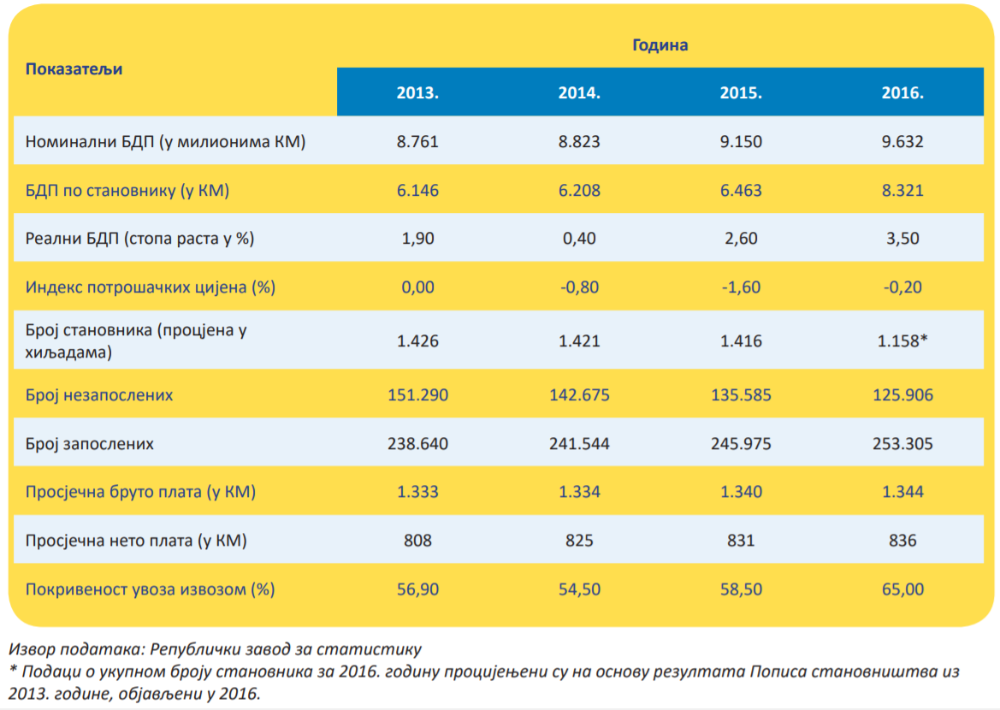 Година
Показатељи
2013. 2014. 2015. 2016.
Номинални БДП (у милионима КМ) 8.761 8.823 9.150 9.632
БДП по становнику (у КМ) 6.146 6.208 6.463 8.321
Реални БДП (стопа раста у %) 1,90 0,40 2,60 3,50
Индекс потрошачких цијена (%) 0,00 -0,80 -1,60 -0,20
Број становника (процјена у
хиљадама) 1.426 1.421 1.416 1.158*
Број незапослених 151.290 142.675 135.585 125.906
Број запослених 238.640 241.544 245.975 253.305
Просјечна бруто плата (у КМ) 1.333 1.334 1.340 1.344
Просјечна нето плата (у КМ) 808 825 831 836
Покривеност увоза извозом (%) 56,90 54,50 58,50 65,00
Извор података: Републички завод за статистику
* Подаци о укупном броју становника за 2016. годину процијењени су на основу резултата Пописа становништва из
2013. године, објављени у 2016.